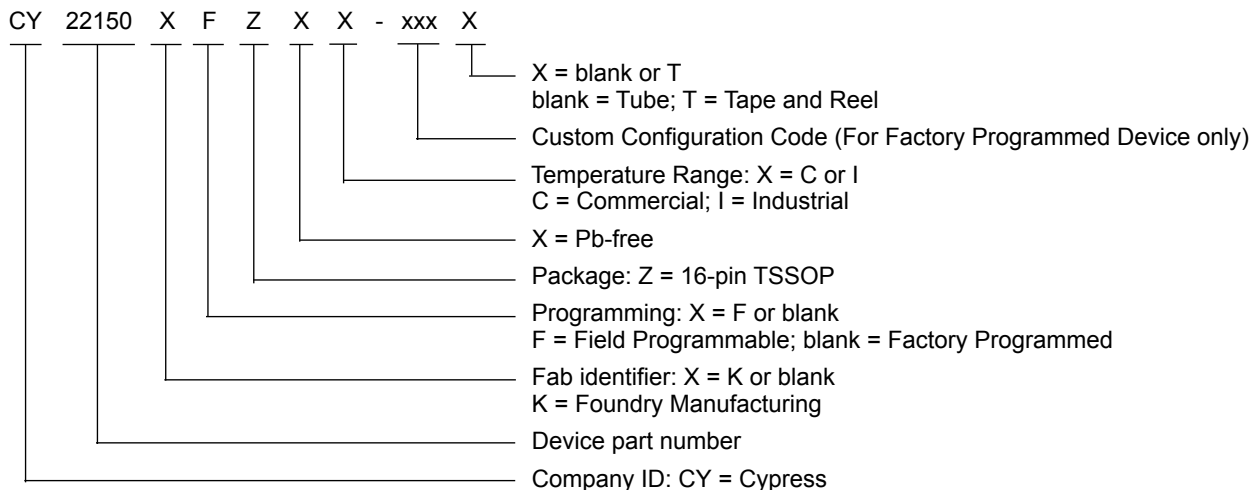 CY 22150 X F Z X X - xxx X
X = blank or T
blank = Tube; T = Tape and Reel
Custom Configuration Code (For Factory Programmed Device only)
Temperature Range: X = C or I
C = Commercial; I = Industrial
X = Pb-free
Package: Z = 16-pin TSSOP
Programming: X = F or blank
F = Field Programmable; blank = Factory Programmed
Fab identifier: X = K or blank
K = Foundry Manufacturing
Device part number
Company ID: CY = Cypress